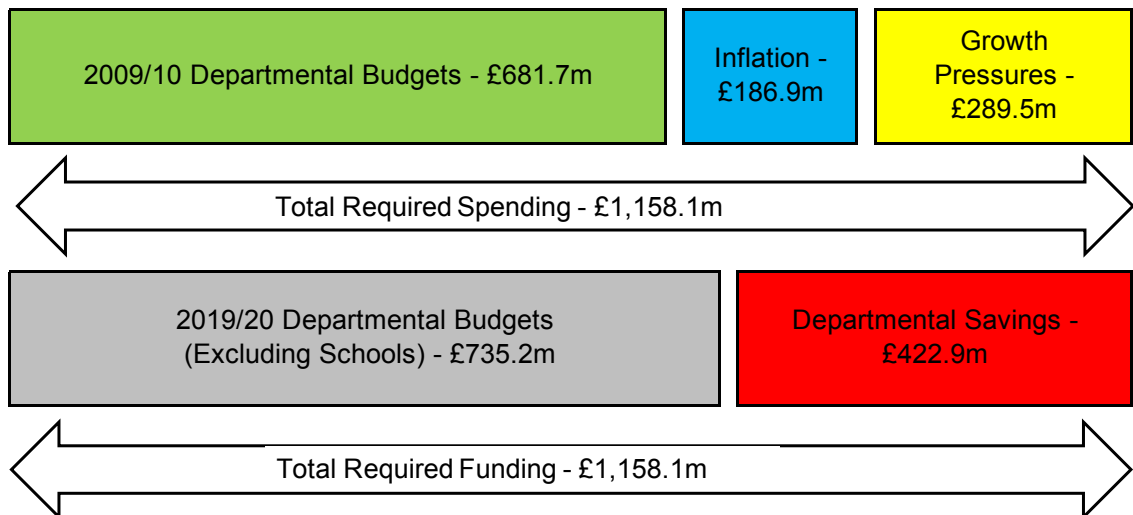 2009/10 Departmental Budgets - £681.7m
Inflation -
£186.9m
Growth
Pressures -
£289.5m
Total Required Spending - £1,158.1m
2019/20 Departmental Budgets
(Excluding Schools) - £735.2m
Departmental Savings -
£422.9m
Total Required Funding - £1,158.1m